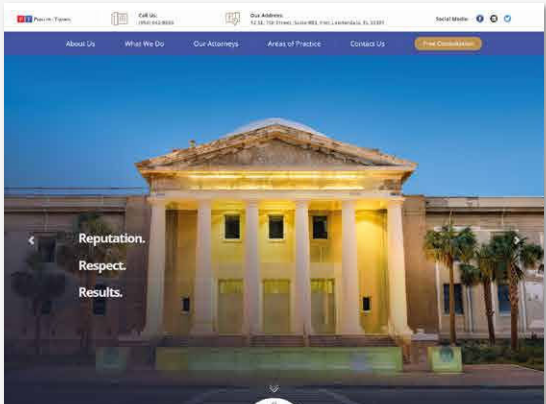 Call Us:
Our Address:
Social Media
About Us
What We Do
Our Attorneys
Areas of Practice
Contact Us
Free Consultation
Reputation.
Respect.
Results.